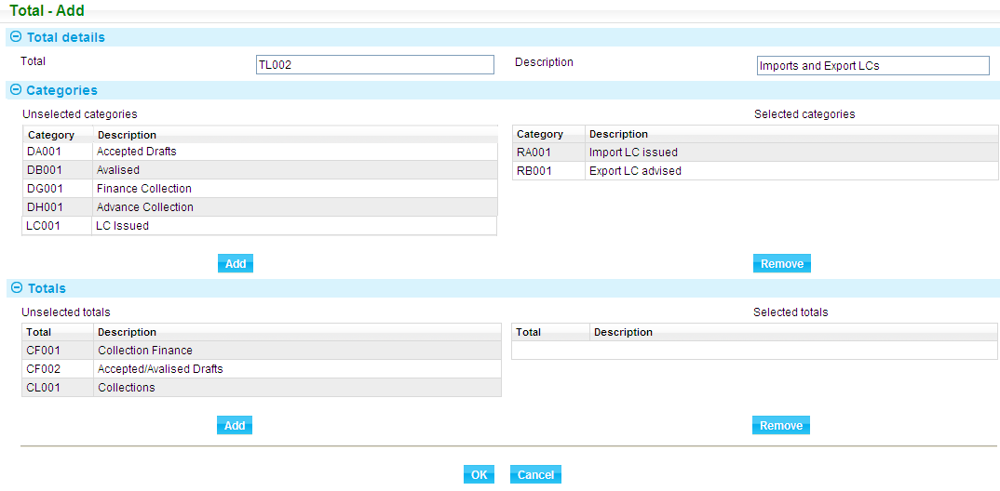 Total - Add
Total details
Total TL002 Description Imports and Export LCs
Categories
Unselected categories Selected categories
Category Description Category Description
DA001 Accepted Drafts RA001 Import LC issued
DB001 Avalised RB001 Export LC advised
DG001 Finance Collection
DH001 Advance Collection
LC001 LC Issued
Add Remove
Totals
Unselected totals Selected totals
Total Description Total Description
CF001 Collection Finance
CF002 Accepted/Avalised Drafts
CL001 Collections
Add Remove
OK Cancel